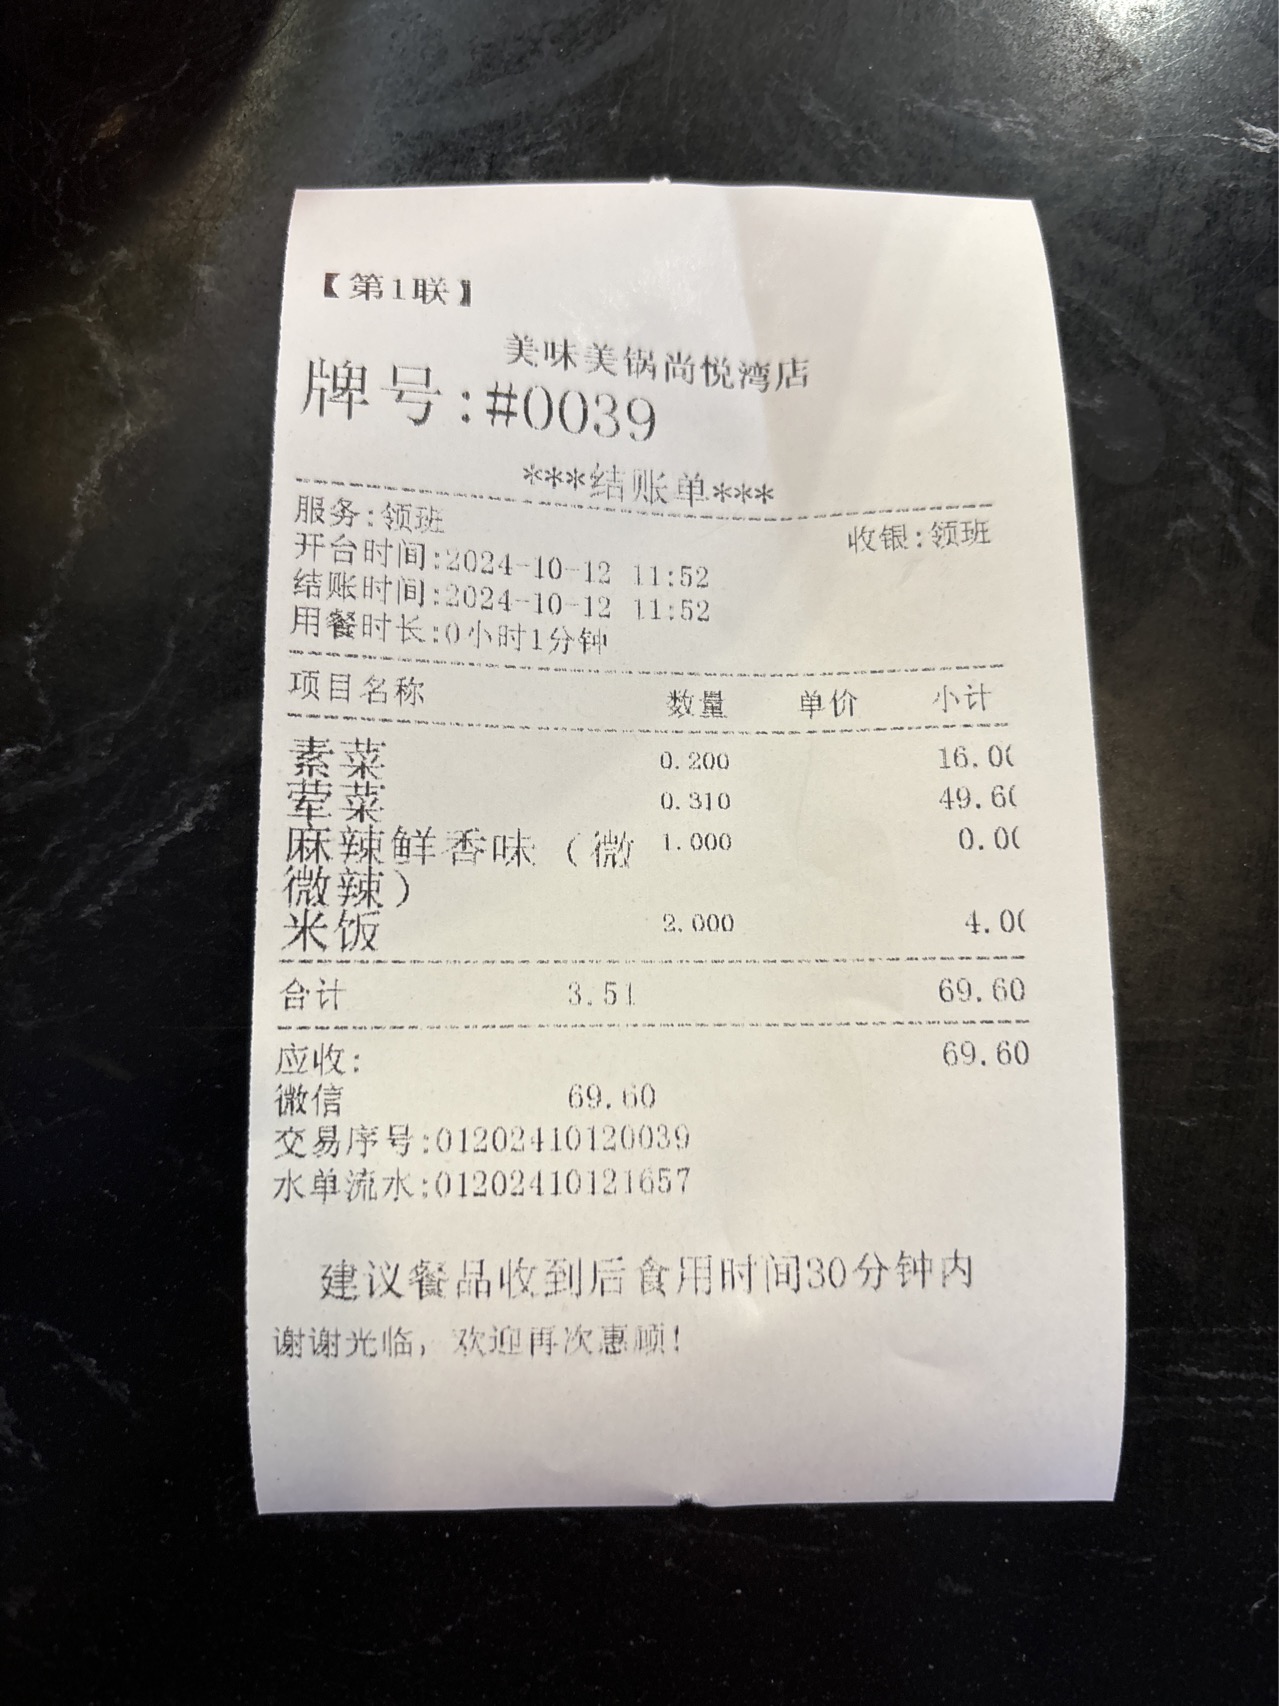 【第1联】
美味美锅尚悦湾店
牌号:#0039
***结账单***
服务:领班 收银:领班
开台时间:2024-10-12 11:52
结账时间:2024-10-12 11:52
用餐时长:0小时1分钟
项目名称 数量 单价 小计
素菜 0.200 16.00
荤菜 0.310 49.60
麻辣鲜香味（微 1.000 0.00
微辣）
米饭 2.000 4.00
合计 3.51 69.60
应收: 69.60
微信 69.60
交易序号:01202410120039
水单流水:01202410121657
建议餐品收到后食用时间30分钟内
谢谢光临，欢迎再次惠顾！